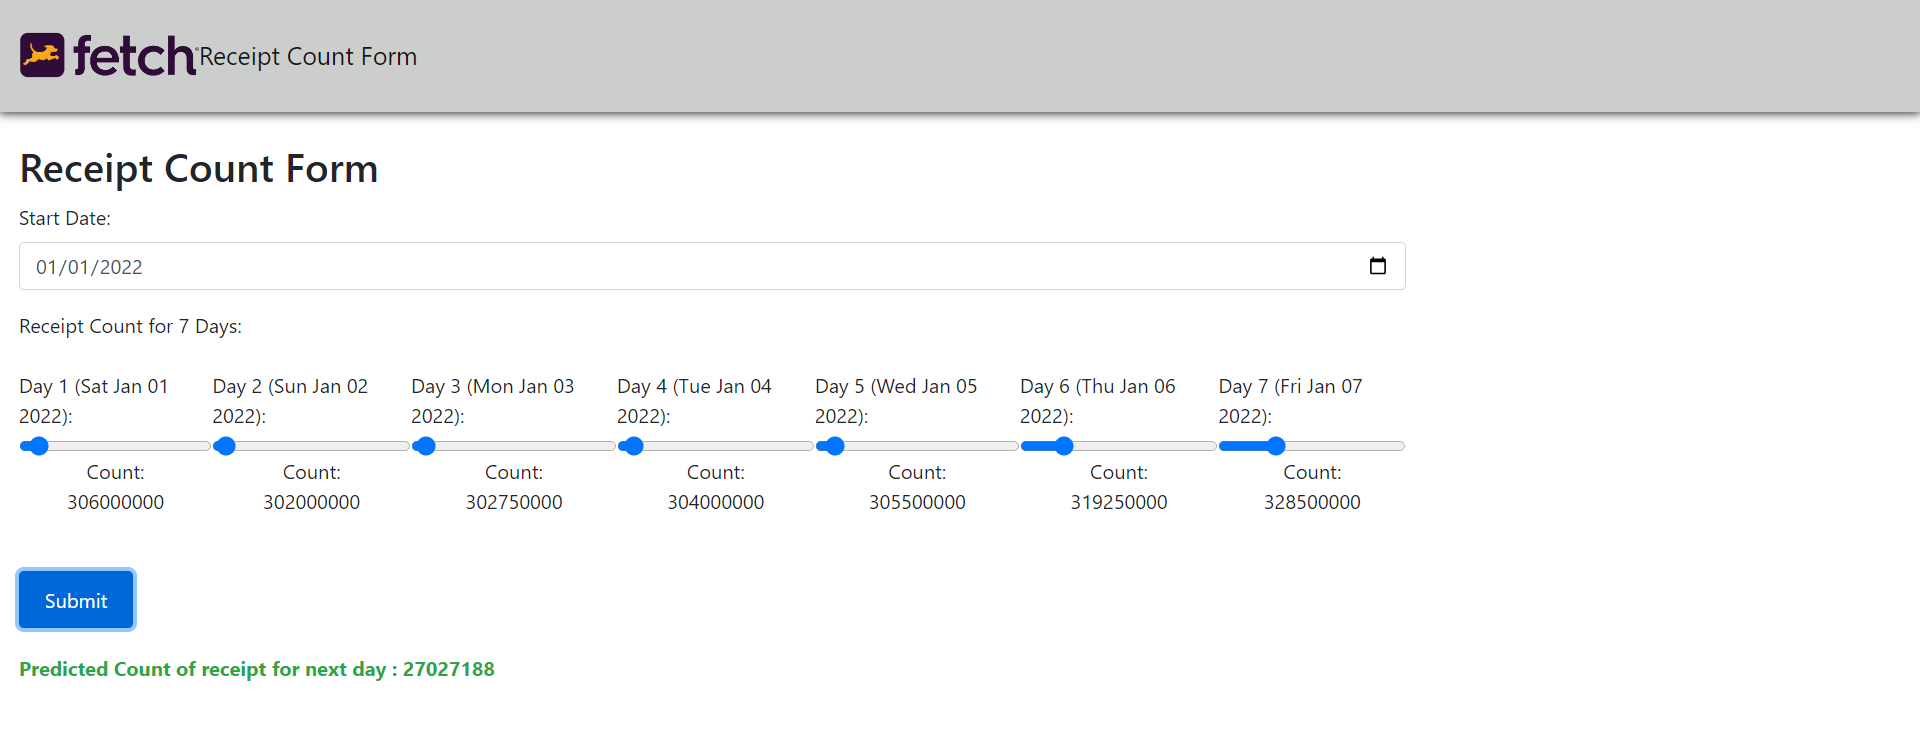 fetch Receipt Count Form
Receipt Count Form
Start Date:
01/01/2022
Receipt Count for 7 Days:
Day 1 (Sat Jan 01
2022):
Count:
306000000
Day 2 (Sun Jan 02
2022):
Count:
302000000
Day 3 (Mon Jan 03
2022):
Count:
302750000
Day 4 (Tue Jan 04
2022):
Count:
304000000
Day 5 (Wed Jan 05
2022):
Count:
305500000
Day 6 (Thu Jan 06
2022):
Count:
319250000
Day 7 (Fri Jan 07
2022):
Count:
328500000
Submit
Predicted Count of receipt for next day : 27027188